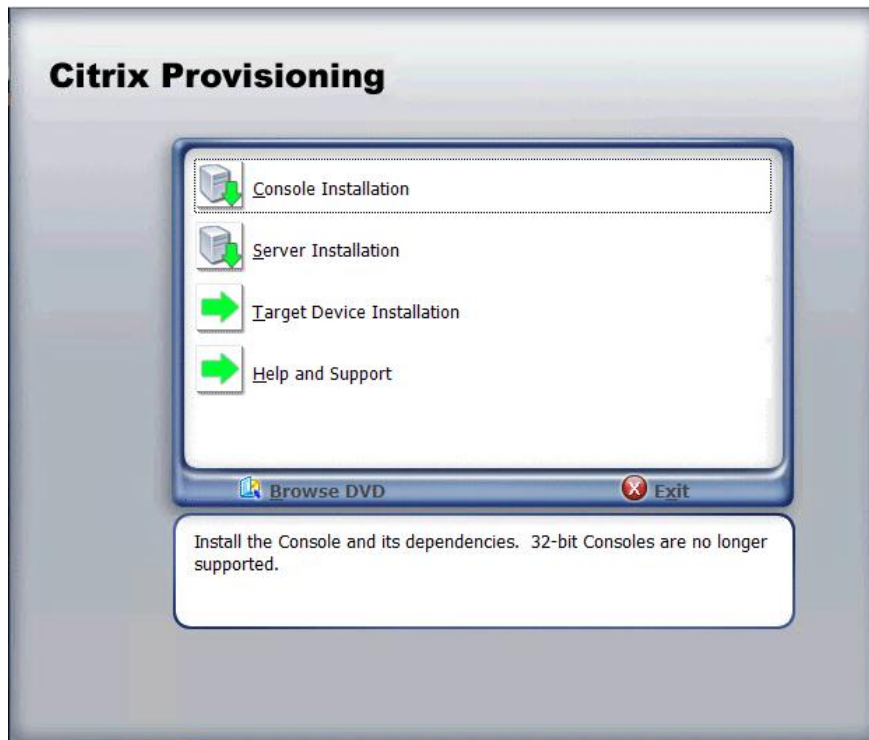 Citrix Provisioning
Console Installation
Server Installation
Target Device Installation
Help and Support
Browse DVD
Exit
Install the Console and its dependencies.  32-bit Consoles are no longer
supported.